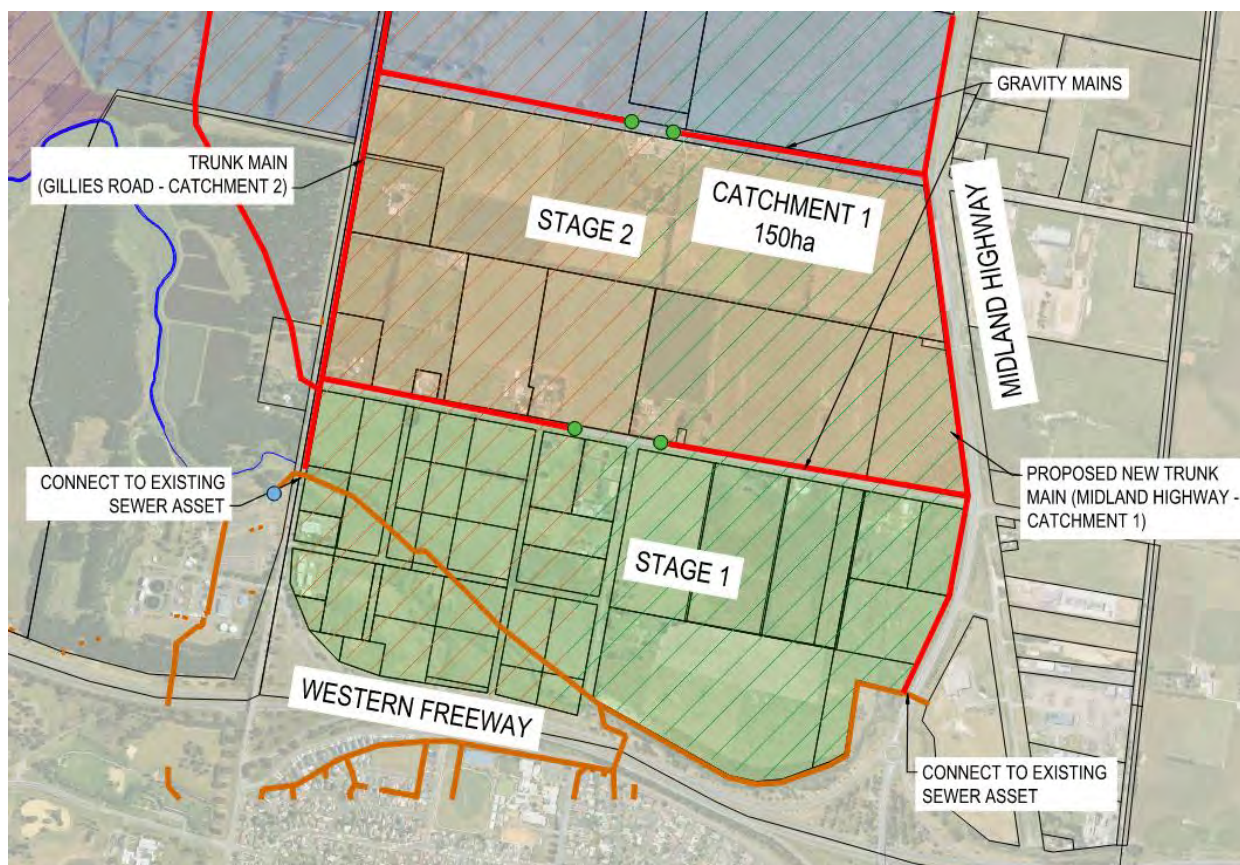 GRAVITY MAINS
TRUNK MAIN
(GILLIES ROAD - CATCHMENT 2)
STAGE 2
CATCHMENT 1
150ha
MIDLAND HIGHWAY
CONNECT TO EXISTING
SEWER ASSET
PROPOSED NEW TRUNK
MAIN (MIDLAND HIGHWAY -
CATCHMENT 1)
STAGE 1
WESTERN FREEWAY
CONNECT TO EXISTING
SEWER ASSET